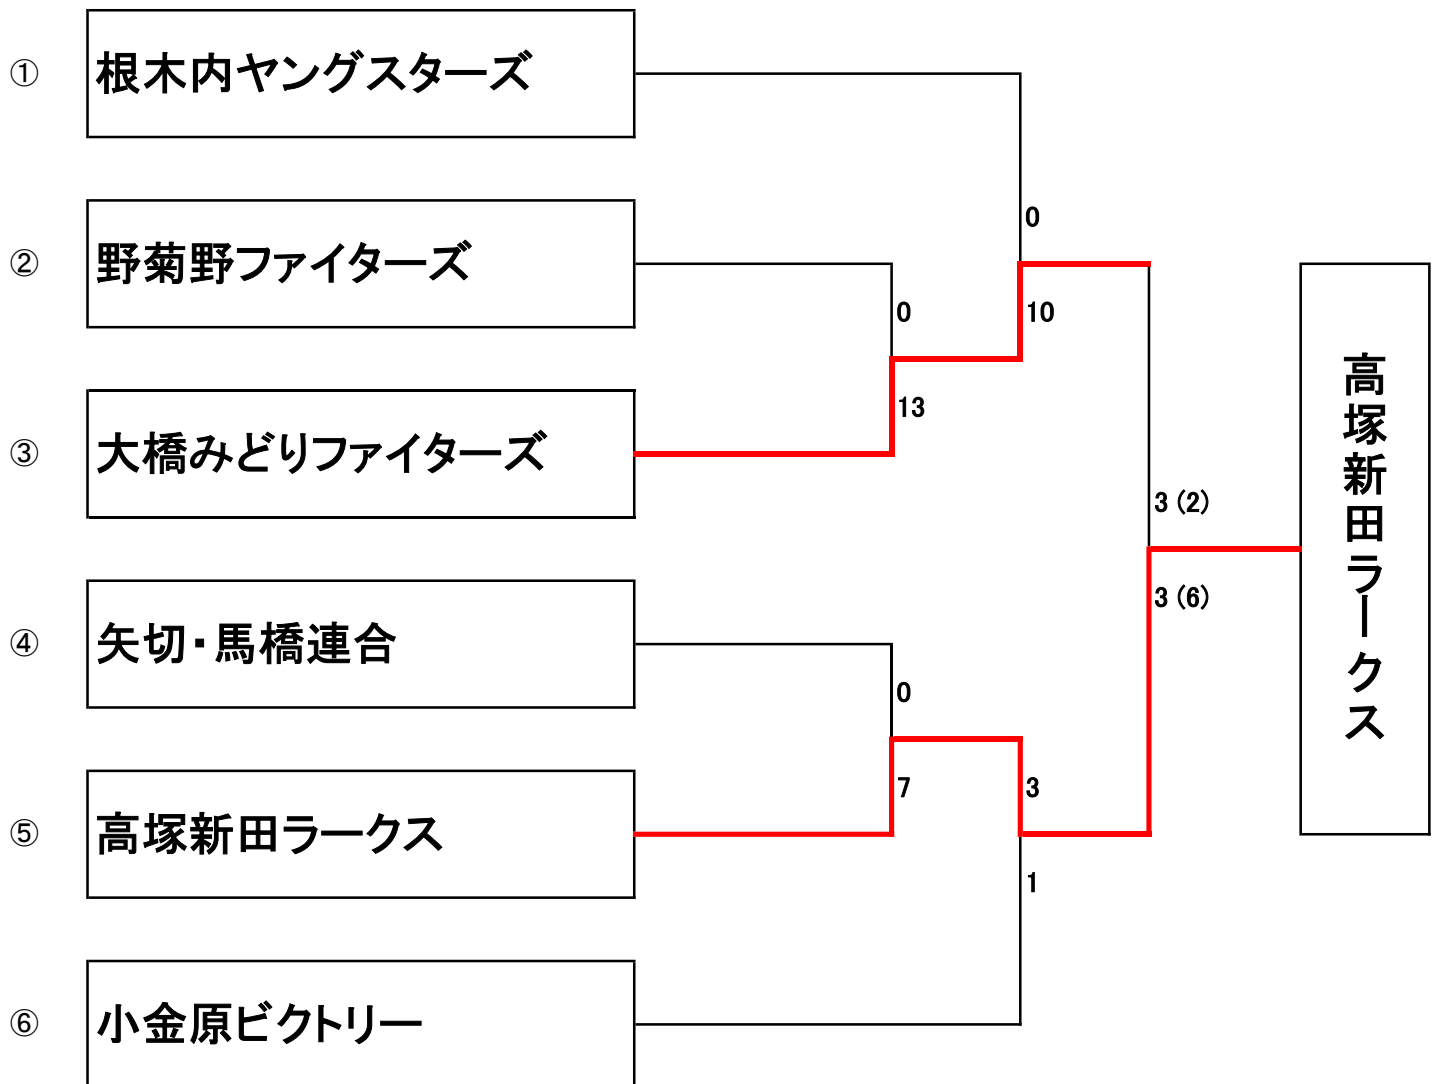 ① 根木内ヤングスターズ
0
② 野菊野ファイターズ
0
10
13
③ 大橋みどりファイターズ
3 (2)
高塚新田ラークス
3 (6)
④ 矢切・馬橋連合
0
7
3
⑤ 高塚新田ラークス
1
⑥ 小金原ビクトリー